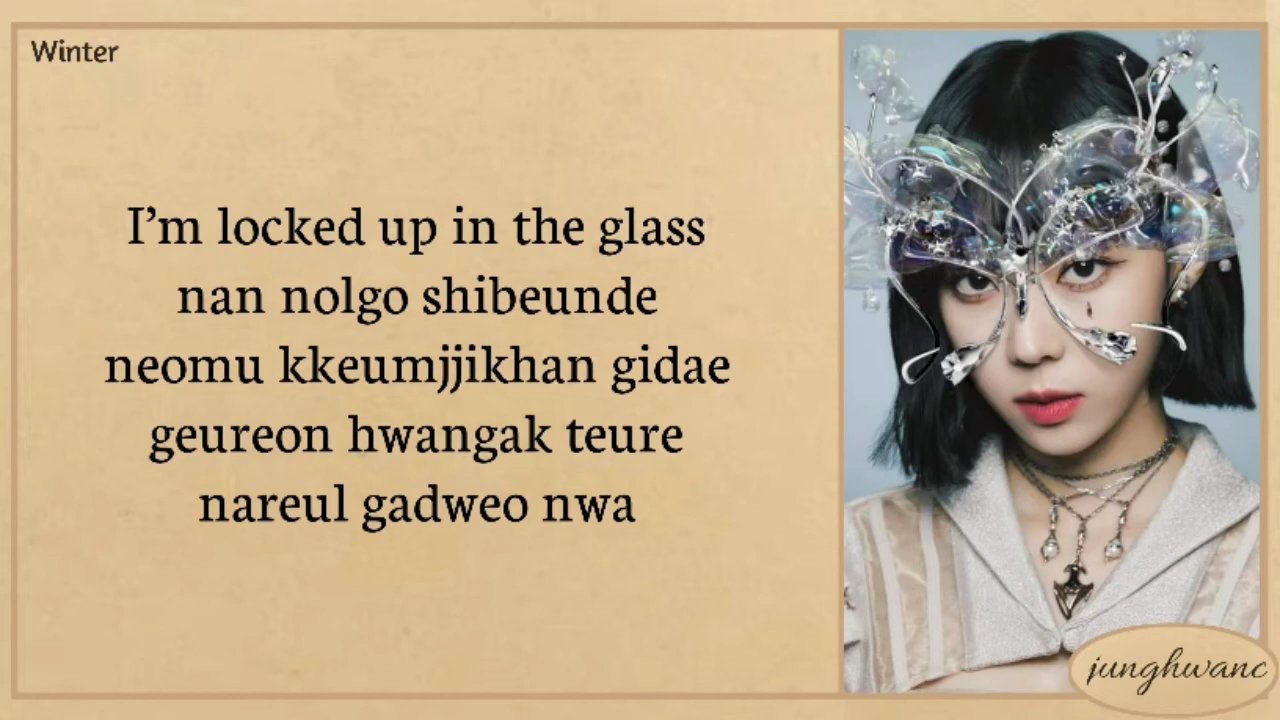 Winter
I'm locked up in the glass
nan nolgo shibeunde
neomu kkeumjjikhan gidae
geureon hwangak teure
nareul gadweo nwa
junghwanc